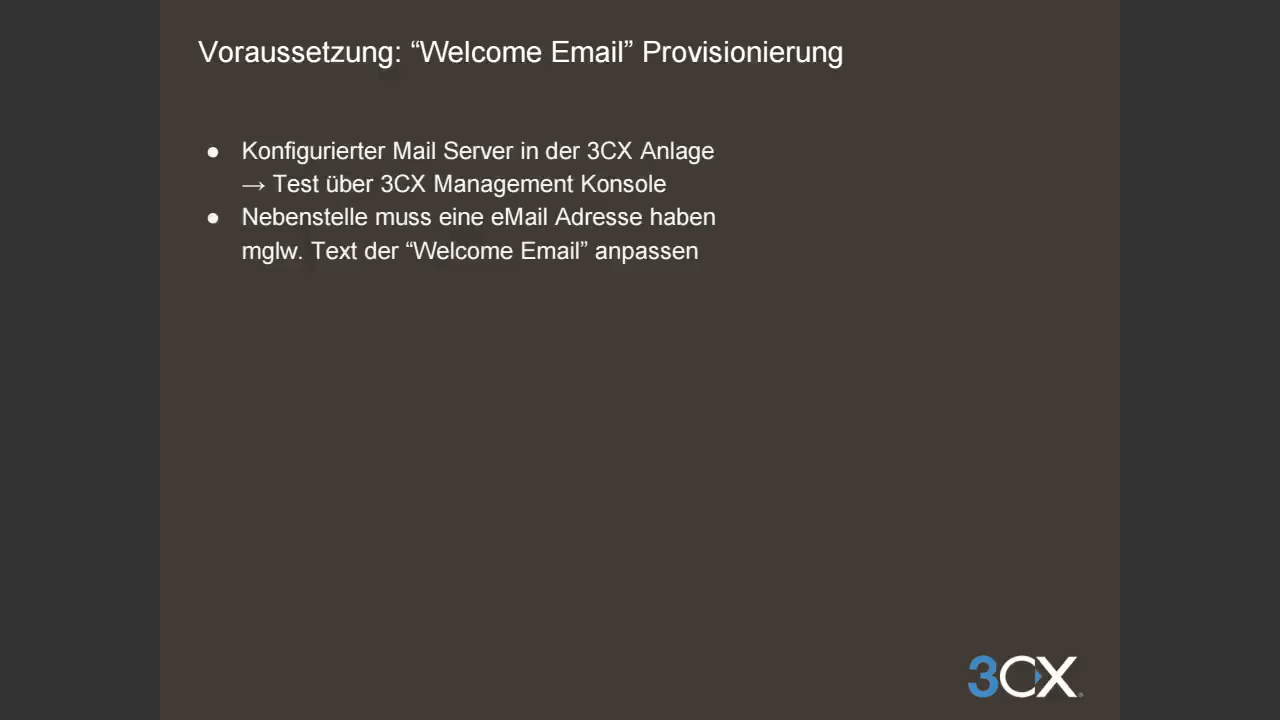 Voraussetzung: “Welcome Email” Provisionierung
● Konfigurierter Mail Server in der 3CX Anlage
→ Test über 3CX Management Konsole
● Nebenstelle muss eine eMail Adresse haben
mglw. Text der “Welcome Email” anpassen
3CX